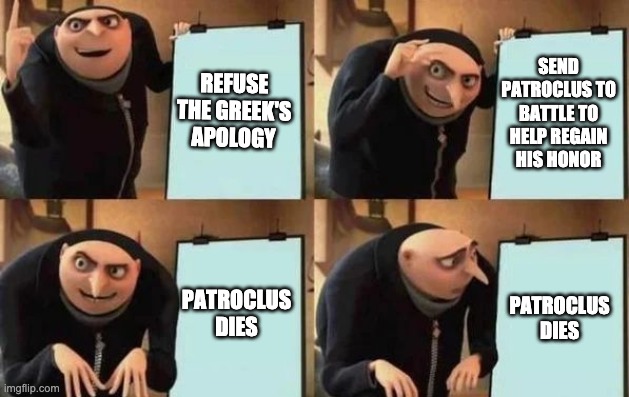 REFUSE
THE GREEK'S
APOLOGY
SEND
PATROCLUS TO
BATTLE TO
HELP REGAIN
HIS HONOR
PATROCLUS
DIES
PATROCLUS
DIES
imgflip.com